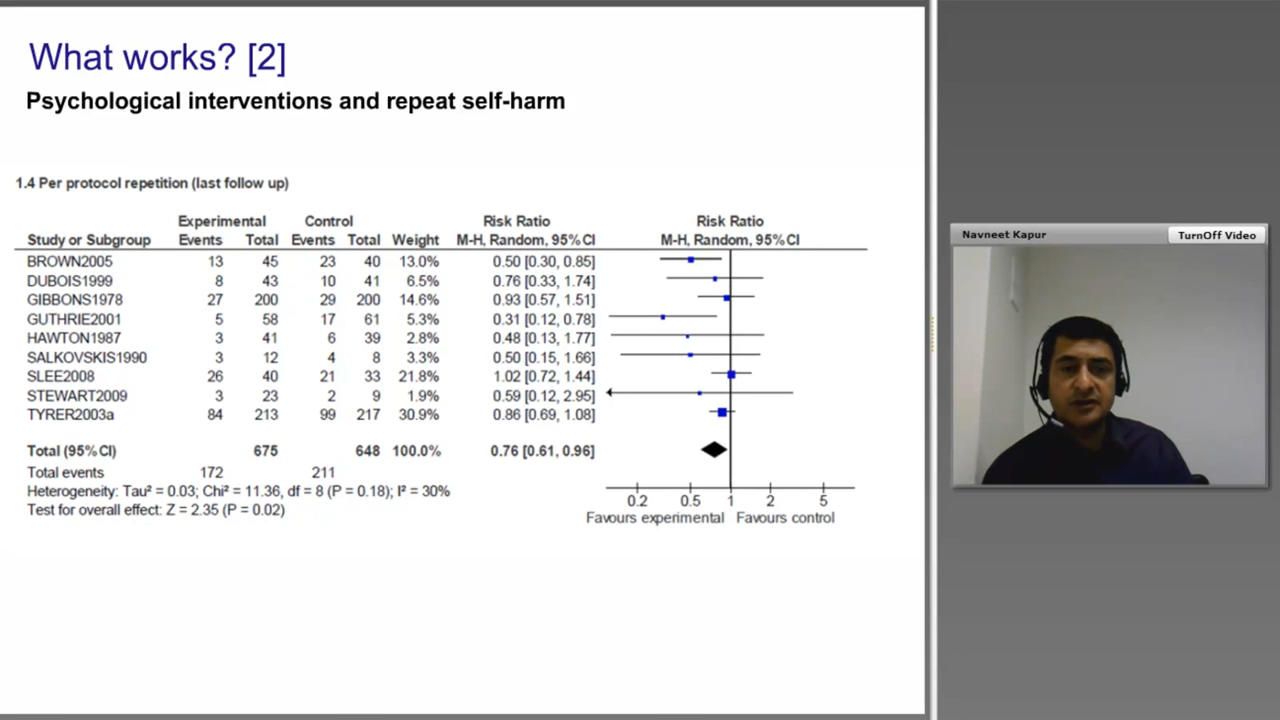 What works? [2]
Psychological interventions and repeat self-harm
1.4 Per protocol repetition (last follow up)
Experimental Control Risk Ratio Risk Ratio
Study or Subgroup Events Total Events Total Weight M-H, Random, 95% CI M-H, Random, 95% CI
BROWN2005 13 45 23 40 13.0% 0.50 [0.30, 0.85]
DUBOIS1999 8 43 10 41 6.5% 0.76 [0.33, 1.74]
GIBBONS1978 27 200 29 200 14.6% 0.93 [0.57, 1.51]
GUTHRIE2001 5 58 17 61 5.3% 0.31 [0.12, 0.78]
HAWTON1987 3 41 6 39 2.8% 0.48 [0.13, 1.77]
SALKOVSKIS1990 3 12 4 8 3.3% 0.50 [0.15, 1.66]
SLEE2008 26 40 21 33 21.8% 1.02 [0.72, 1.44]
STEWART2009 3 23 2 9 1.9% 0.59 [0.12, 2.95]
TYRER2003a 84 213 99 217 30.9% 0.86 [0.69, 1.08]
Total (95% CI) 675 648 100.0% 0.76 [0.61, 0.96]
Total events 172 211
Heterogeneity: Tau² = 0.03; Chi² = 11.36, df = 8 (P = 0.18); I² = 30%
Test for overall effect: Z = 2.35 (P = 0.02)
0.2 0.5 1 2 5
Favours experimental Favours control
Navneet Kapur
TurnOff Video